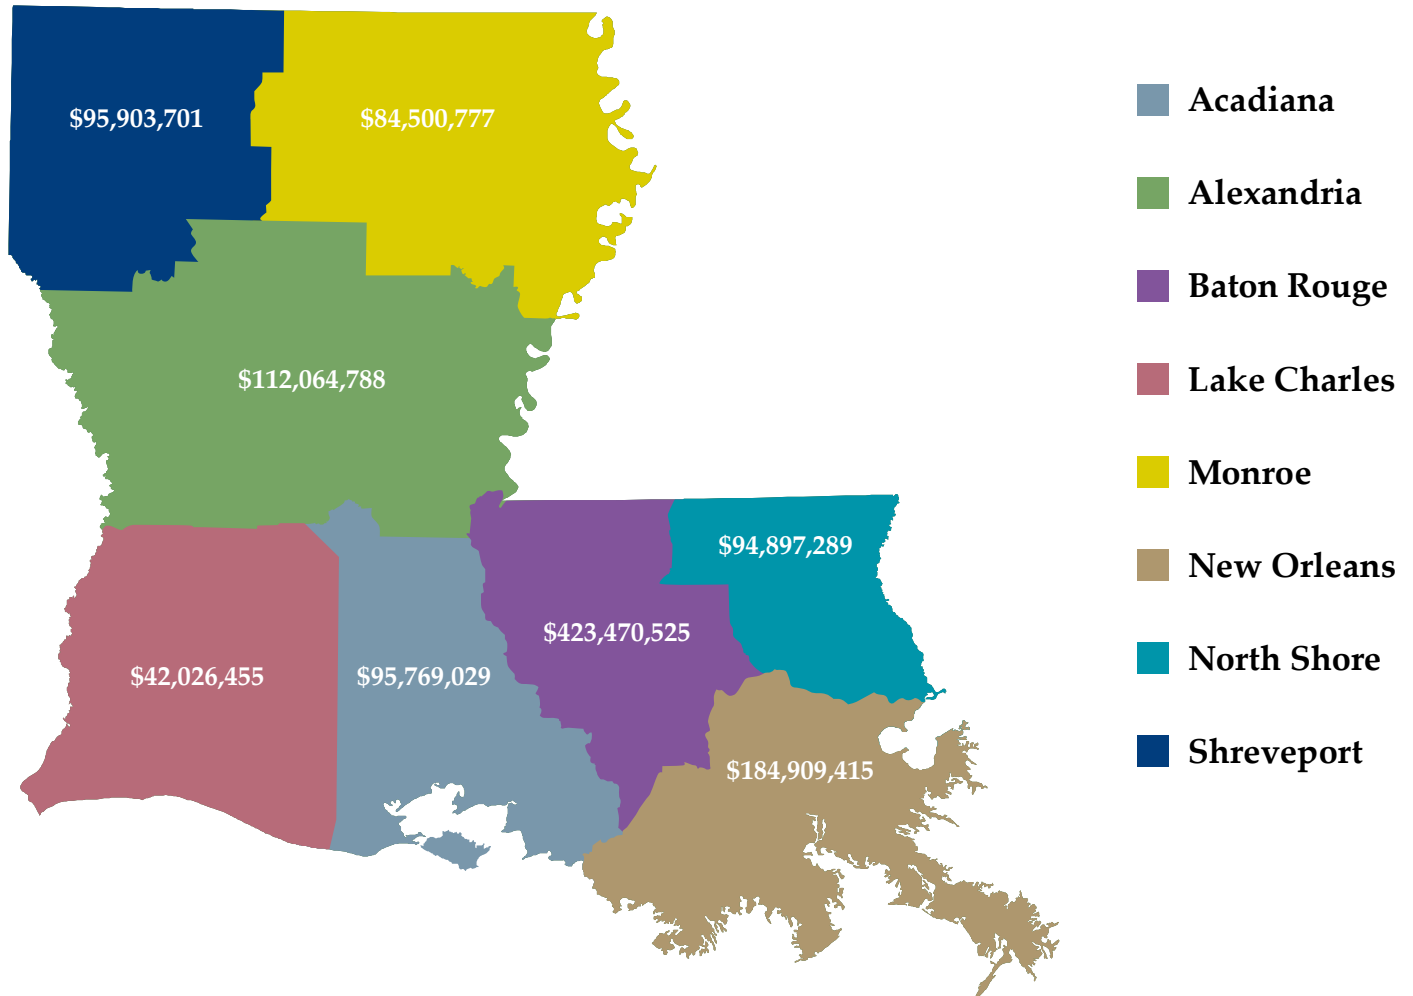 $95,903,701
$84,500,777
$112,064,788
$94,897,289
$423,470,525
$42,026,455
$95,769,029
$184,909,415
Acadiana
Alexandria
Baton Rouge
Lake Charles
Monroe
New Orleans
North Shore
Shreveport